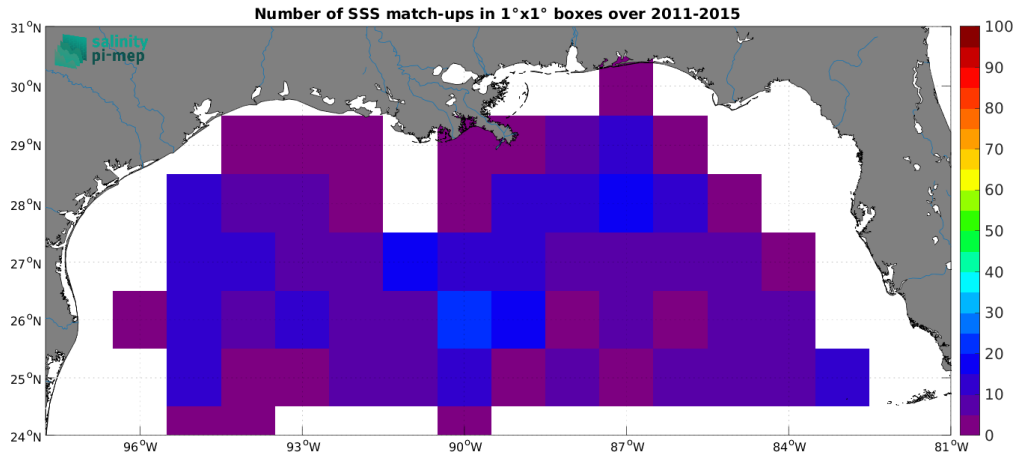 Number of SSS match-ups in 1°x1° boxes over 2011-2015
salinity
pi-mep
31°N
30°N
29°N
28°N
27°N
26°N
25°N
24°N
96°W
93°W
90°W
87°W
84°W
81°W
100
90
80
70
60
50
40
30
20
10
0